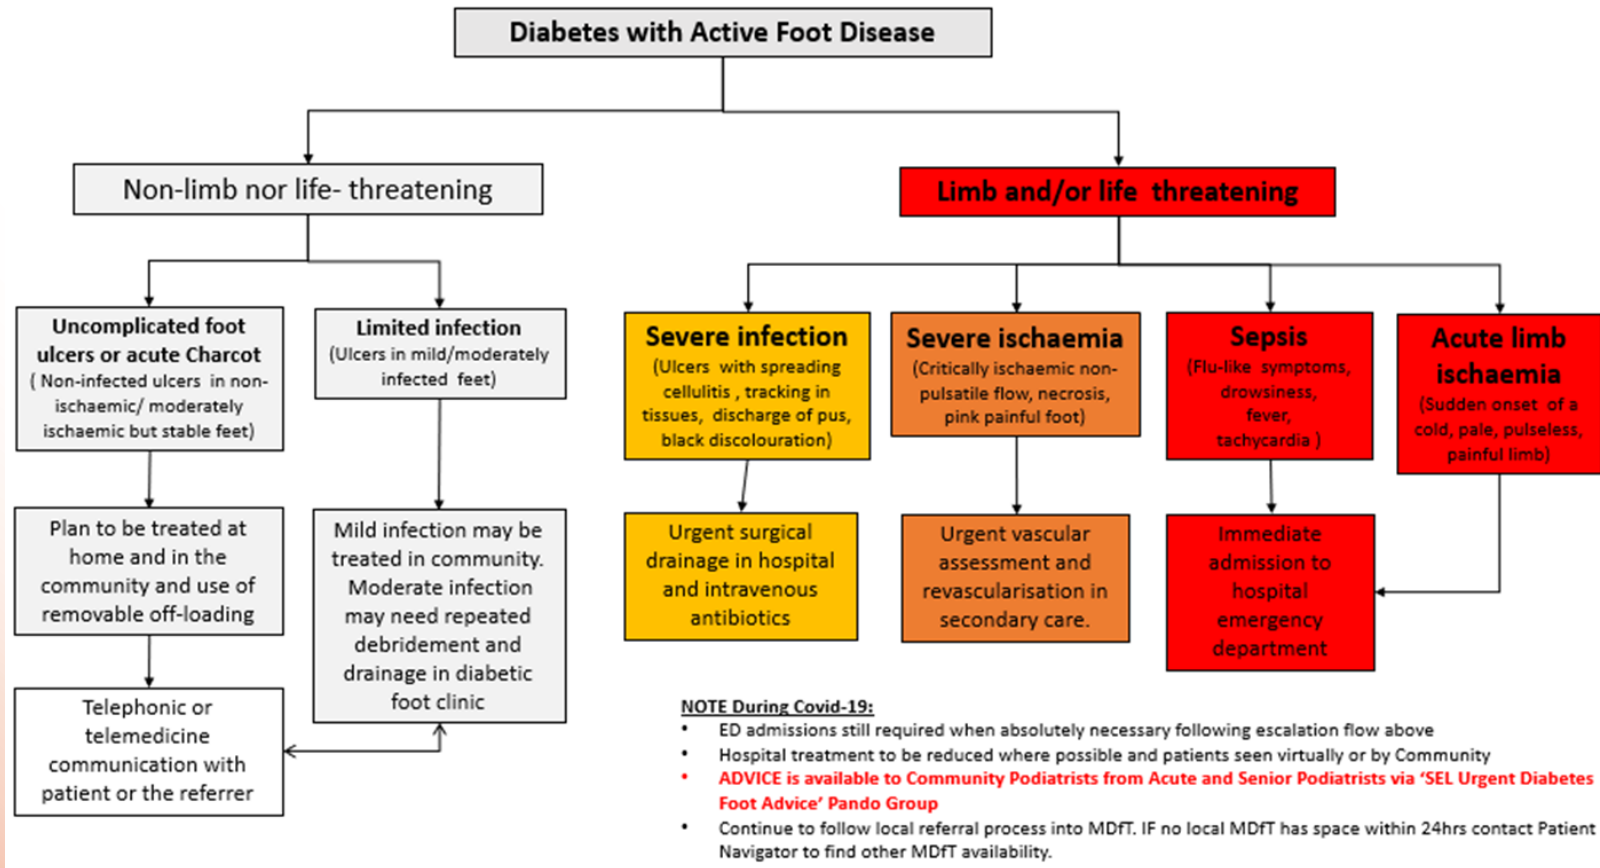 Diabetes with Active Foot Disease
Non-limb nor life- threatening
Limb and/or life  threatening
Uncomplicated foot
ulcers or acute Charcot
( Non-infected ulcers  in non-
ischaemic/ moderately
ischaemic but stable feet)
Limited infection
(Ulcers in mild/moderately
infected  feet)
Severe infection
(Ulcers  with spreading
cellulitis , tracking in
tissues,  discharge of pus,
black discolouration)
Severe ischaemia
(Critically ischaemic non-
pulsatile flow, necrosis,
pink painful foot)
Sepsis
(Flu-like  symptoms,
drowsiness,
fever,
tachycardia )
Acute limb
ischaemia
(Sudden onset  of a
cold, pale, pulseless,
painful limb)
Plan to be treated at
home and in the
community and use of
removable off-loading
Mild infection may be
treated in community.
Moderate infection
may need repeated
debridement and
drainage in diabetic
foot clinic
Urgent surgical
drainage in hospital
and intravenous
antibiotics
Urgent vascular
assessment and
revascularisation in
secondary care.
Immediate
admission to
hospital
emergency
department
Telephonic or
telemedicine
communication with
patient or the referrer
NOTE During Covid-19:
• ED admissions still required when absolutely necessary following escalation flow above
• Hospital treatment to be reduced where possible and patients seen virtually or by Community
• ADVICE is available to Community Podiatrists from Acute and Senior Podiatrists via ‘SEL Urgent Diabetes
Foot Advice’ Pando Group
• Continue to follow local referral process into MDfT. IF no local MDfT has space within 24hrs contact Patient
Navigator to find other MDfT availability.